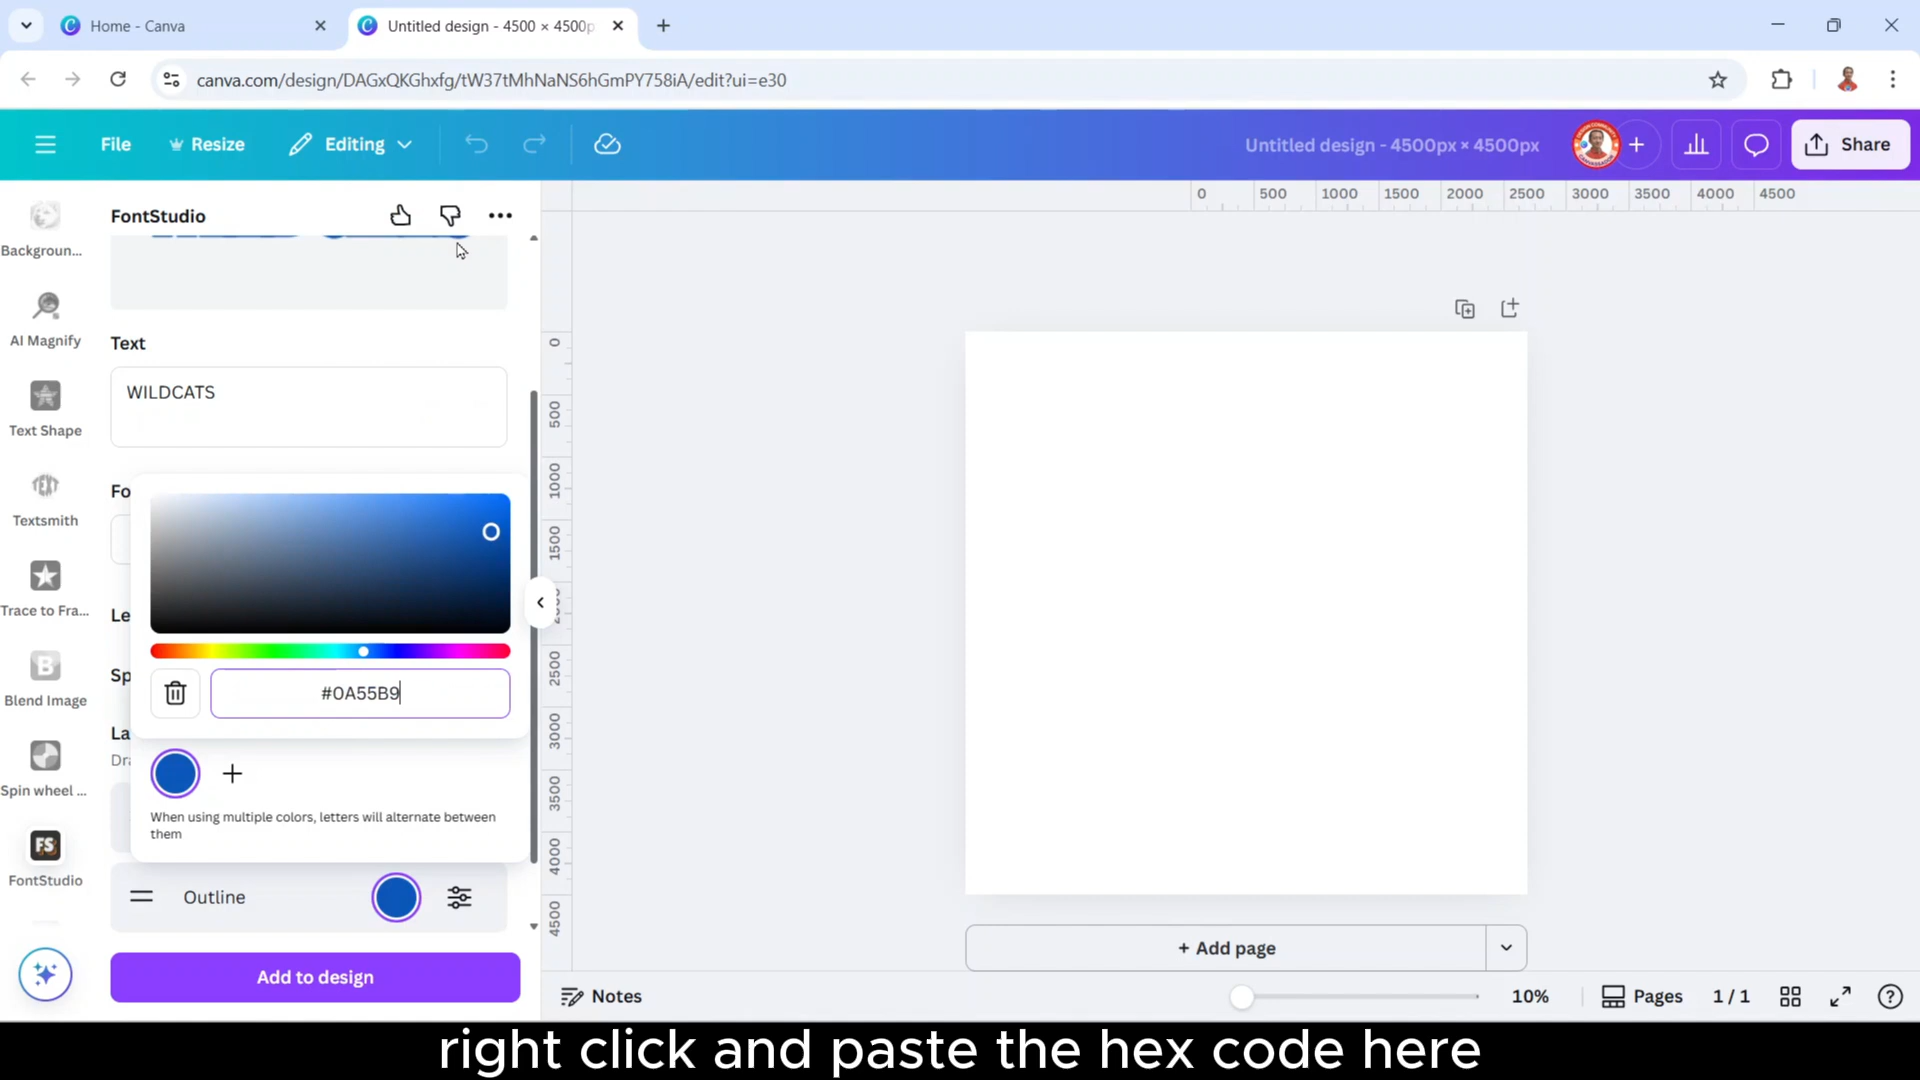 Home - Canva
Untitled design - 4500 × 4500p
canva.com/design/DAGxQKGhxfg/tW37tMhNaNS6hGmPY758iA/edit?ui=e30
File
Resize
Editing
Untitled design - 4500px × 4500px
Share
Backgroun...
AI Magnify
Text Shape
Textsmith
Trace to Fra...
Blend Image
Spin wheel ...
FS
FontStudio
FontStudio
Text
WILDCATS
Fo
Le
Sp
La
Dra
#0A55B9
When using multiple colors, letters will alternate between
them
Outline
Add to design
0 500 1000 1500 2000 2500 3000 3500 4000 4500
0
500
1000
1500
2500
3000
3500
4000
4500
+ Add page
Notes
10%
Pages
1 / 1
right click and paste the hex code here